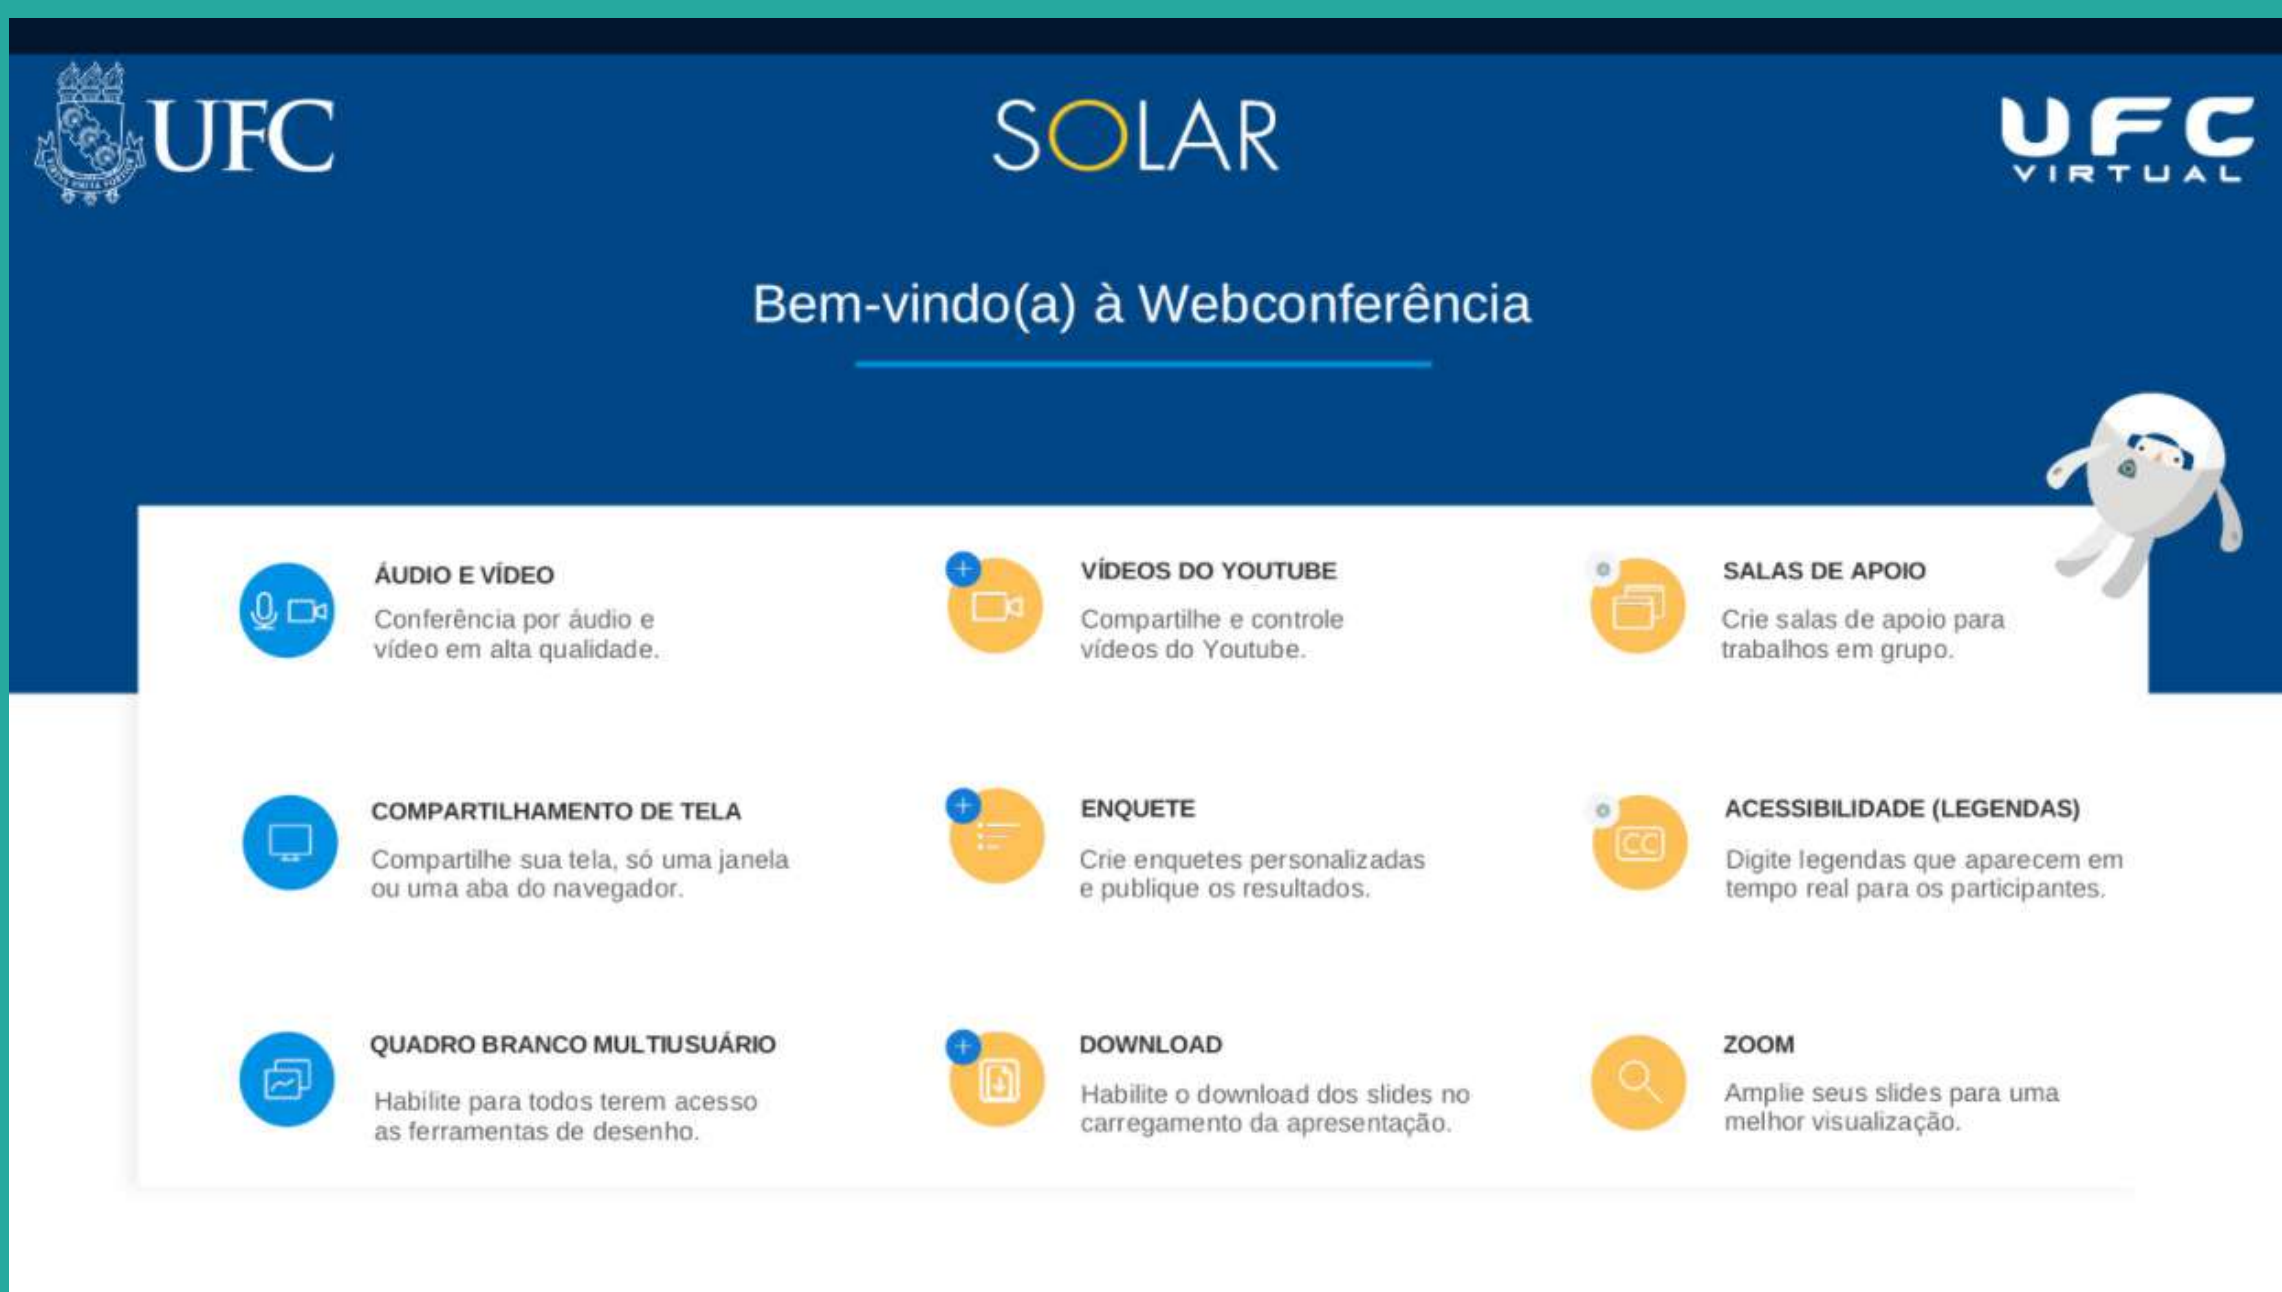 UFC
SOLAR
UFC
VIRTUAL
Bem-vindo(a) à Webconferência
ÁUDIO E VÍDEO
Conferência por áudio e
vídeo em alta qualidade.
VÍDEOS DO YOUTUBE
Compartilhe e controle
vídeos do Youtube.
SALAS DE APOIO
Crie salas de apoio para
trabalhos em grupo.
COMPARTILHAMENTO DE TELA
Compartilhe sua tela, só uma janela
ou uma aba do navegador.
ENQUETE
Crie enquetes personalizadas
e publique os resultados.
CC
ACESSIBILIDADE (LEGENDAS)
Digite legendas que aparecem em
tempo real para os participantes.
QUADRO BRANCO MULTIUSUÁRIO
Habilite para todos terem acesso
as ferramentas de desenho.
DOWNLOAD
Habilite o download dos slides no
carregamento da apresentação.
ZOOM
Amplie seus slides para uma
melhor visualização.